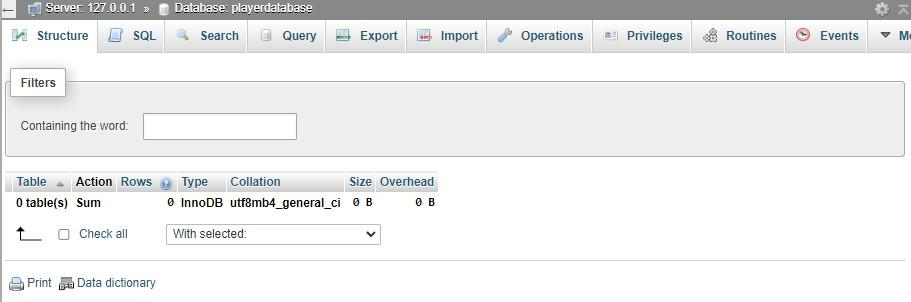 Server: 127.0.0.1 » Database: playerdatabase
Structure SQL Search Query Export Import Operations Privileges Routines Events
Filters
Containing the word:
Table Action Rows Type Collation Size Overhead
0 table(s) Sum 0 InnoDB utf8mb4_general_ci 0 B 0 B
Check all With selected:
Print Data dictionary